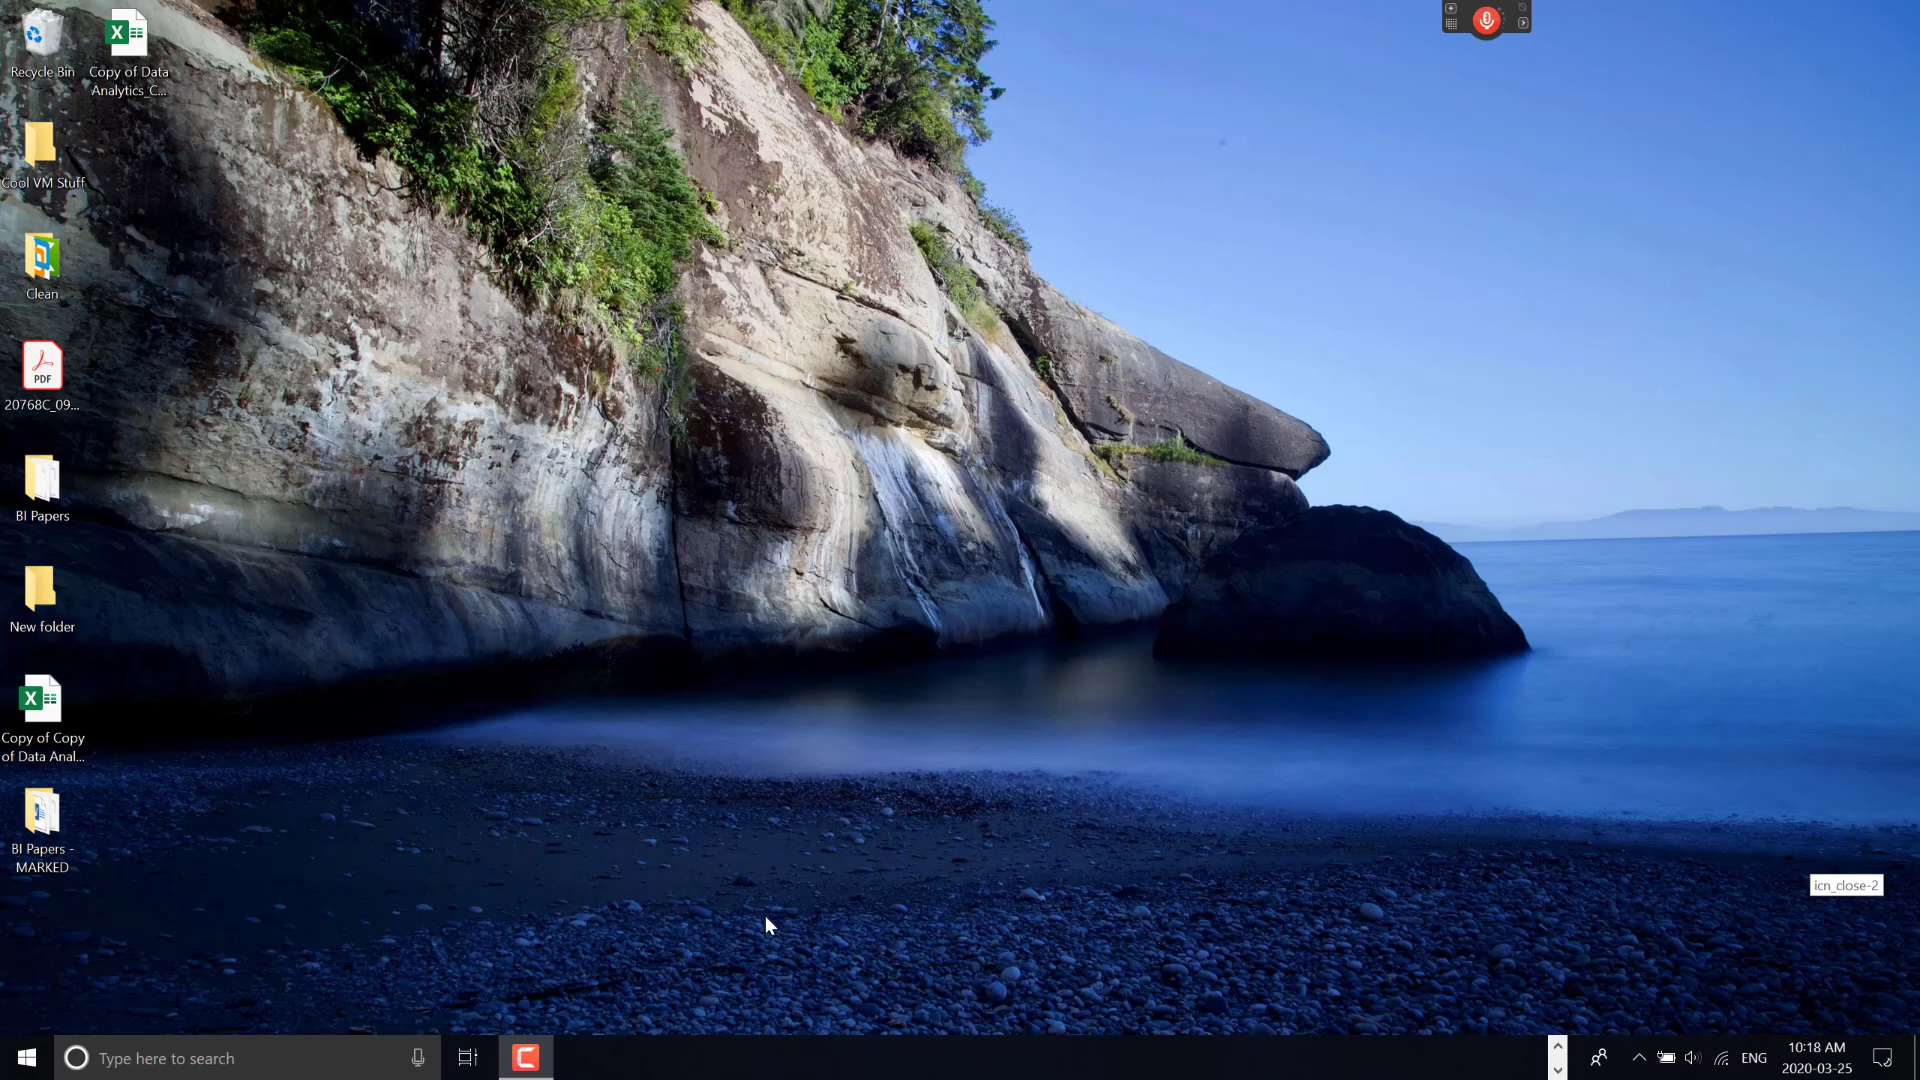 Recycle Bin
Copy of Data
Analytics_C...
Cool VM Stuff
Clean
PDF
20768C_09...
BI Papers
New folder
Copy of Copy
of Data Anal...
BI Papers -
MARKED
icn_close-2
Type here to search
ENG
10:18 AM
2020-03-25